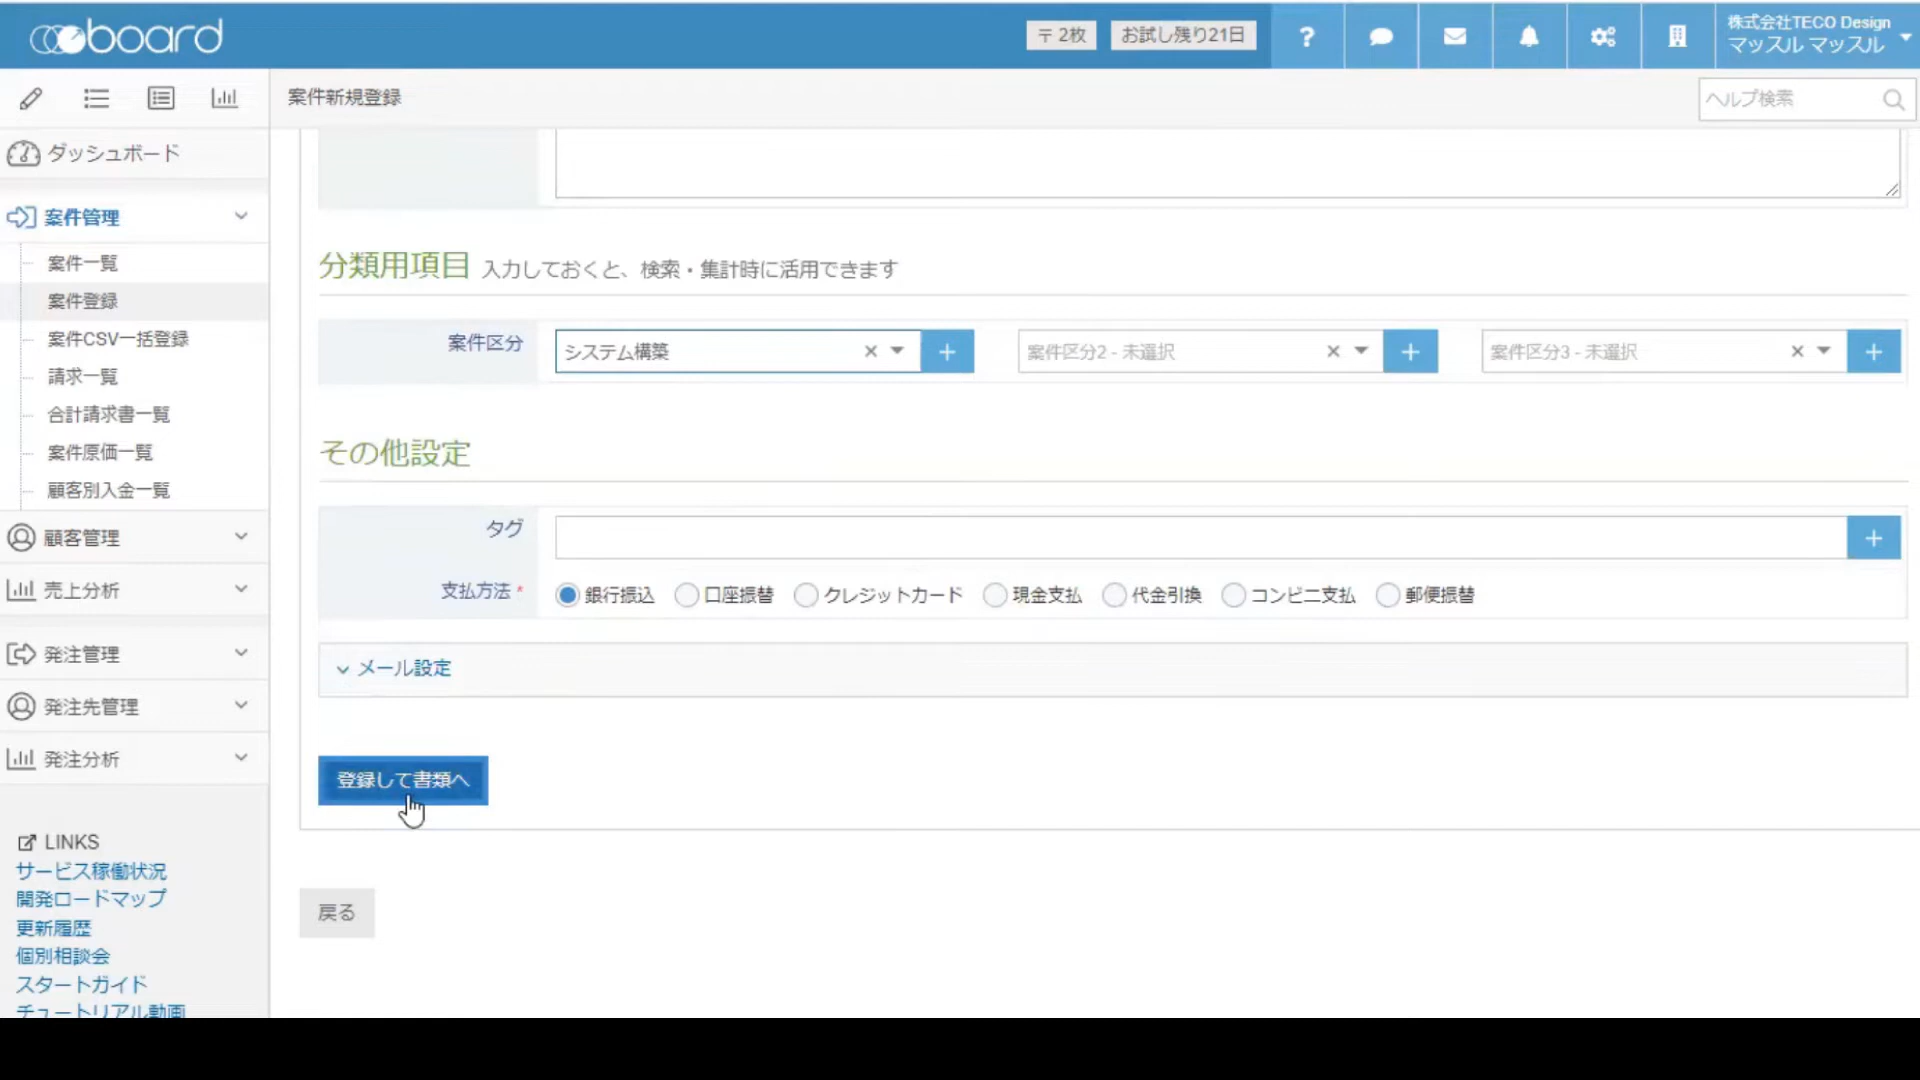 board
〒2枚
お試し残り21日
?
株式会社TECO Design
マッスル マッスル
案件新規登録
ヘルプ検索
ダッシュボード
案件管理
案件一覧
案件登録
案件CSV一括登録
請求一覧
合計請求書一覧
案件原価一覧
顧客別入金一覧
顧客管理
売上分析
発注管理
発注先管理
発注分析
LINKS
サービス稼働状況
開発ロードマップ
更新履歴
個別相談会
スタートガイド
チュートリアル動画
分類用項目 入力しておくと、検索・集計時に活用できます
案件区分 システム構築 × + 案件区分2 - 未選択 × + 案件区分3 - 未選択 × +
その他設定
タグ +
支払方法 * 銀行振込 口座振替 クレジットカード 現金支払 代金引換 コンビニ支払 郵便振替
メール設定
登録して書類へ
戻る